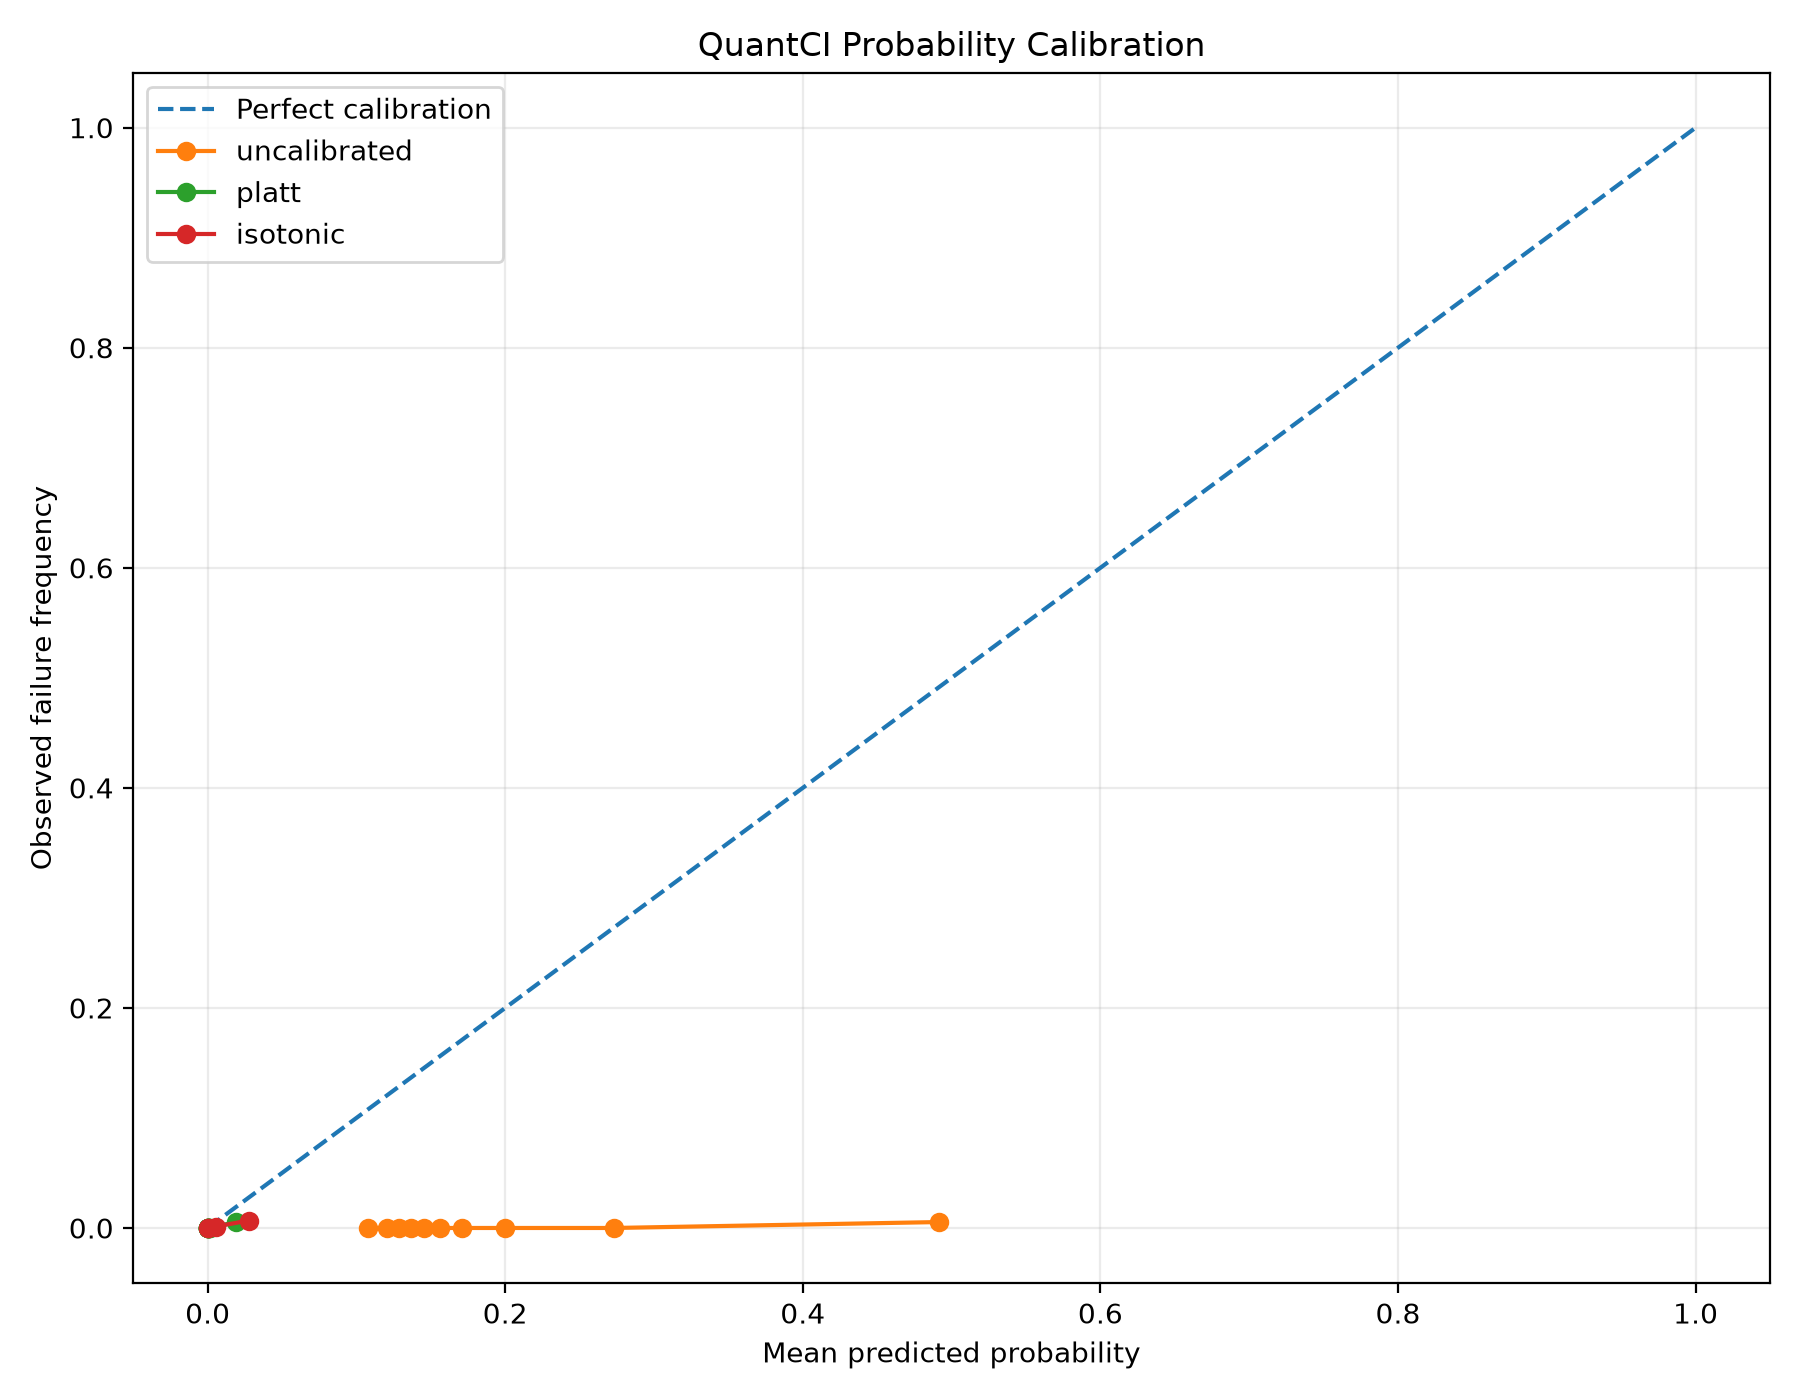 QuantCI Probability Calibration
Perfect calibration
uncalibrated
platt
isotonic
Observed failure frequency
1.0
0.8
0.6
0.4
0.2
0.0
0.0 0.2 0.4 0.6 0.8 1.0
Mean predicted probability